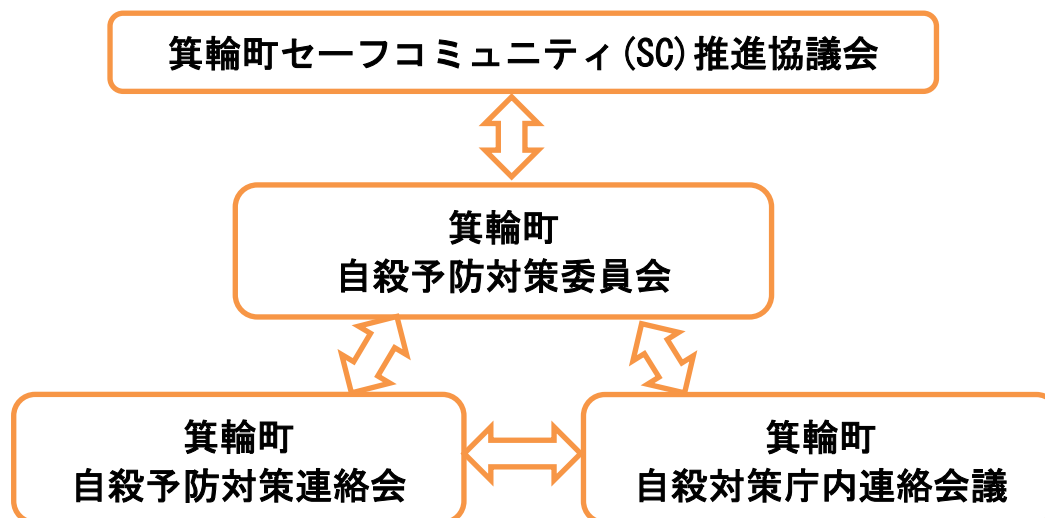 箕輪町セーフコミュニティ(SC)推進協議会
箕輪町
自殺予防対策委員会
箕輪町
自殺予防対策連絡会
箕輪町
自殺対策庁内連絡会議